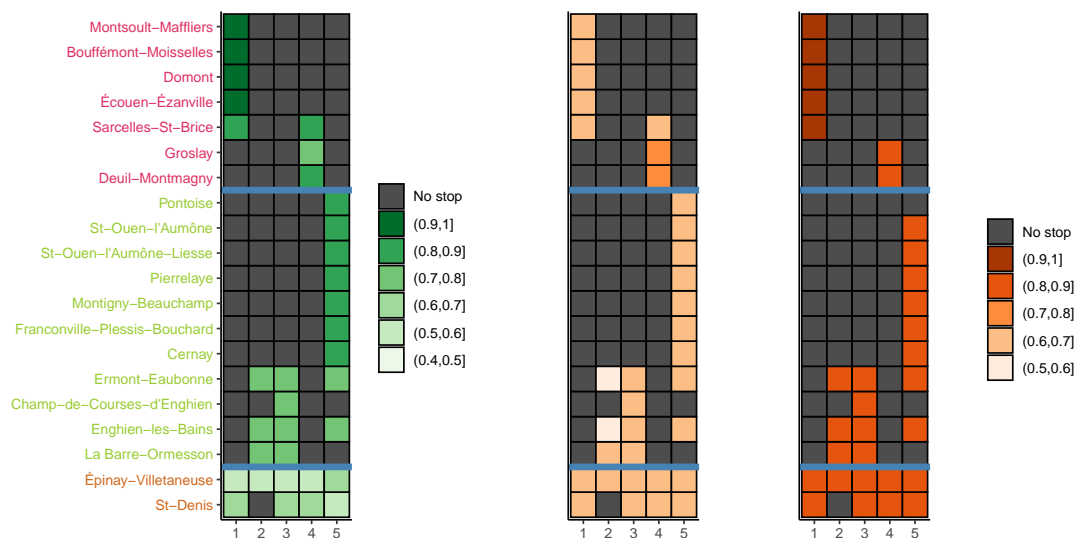 Montsoult−Maffliers
Bouffémont−Moisselles
Domont
Écouen−Ézanville
Sarcelles−St−Brice
Groslay
Deuil−Montmagny
Pontoise
St−Ouen−l'Aumône
St−Ouen−l'Aumône−Liesse
Pierrelaye
Montigny−Beauchamp
Franconville−Plessis−Bouchard
Cernay
Ermont−Eaubonne
Champ−de−Courses−d'Enghien
Enghien−les−Bains
La Barre−Ormesson
Épinay−Villetaneuse
St−Denis
1 2 3 4 5
No stop
(0.9,1]
(0.8,0.9]
(0.7,0.8]
(0.6,0.7]
(0.5,0.6]
(0.4,0.5]
1 2 3 4 5
1 2 3 4 5
No stop
(0.9,1]
(0.8,0.9]
(0.7,0.8]
(0.6,0.7]
(0.5,0.6]